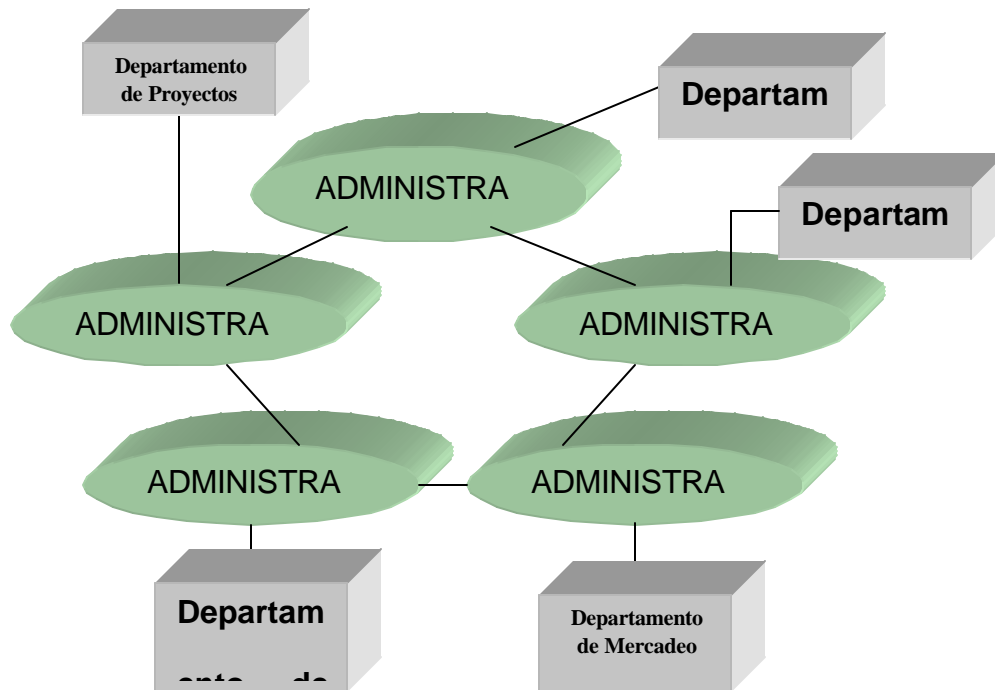 Departamento
de Proyectos
Departam
ADMINISTRA
Departam
ADMINISTRA
ADMINISTRA
ADMINISTRA
ADMINISTRA
Departam
ento de
Departamento
de Mercadeo